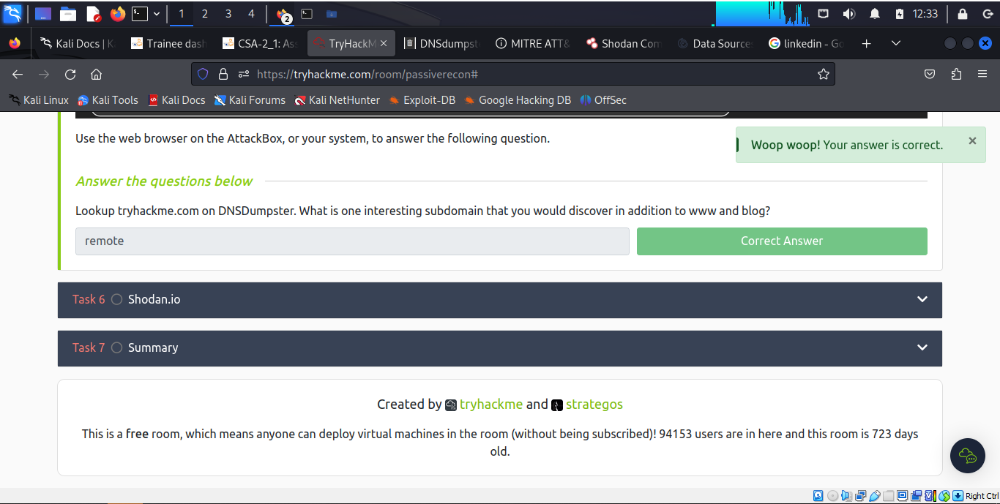 1 2 3 4 2 12:33
Kali Docs | K TryHackM Trainee dash CSA-2_1: Ass DNSdumpst MITRE ATT& Shodan Com Data Source linkedin - Go
https://tryhackme.com/room/passiverecon#
Kali Linux Kali Tools Kali Docs Kali Forums Kali NetHunter Exploit-DB Google Hacking DB OffSec
Use the web browser on the AttackBox, or your system, to answer the following question.
Woop woop! Your answer is correct.
Answer the questions below
Lookup tryhackme.com on DNSDumpster. What is one interesting subdomain that you would discover in addition to www and blog?
remote Correct Answer
Task 6 Shodan.io
Task 7 Summary
Created by tryhackme and strategos
This is a free room, which means anyone can deploy virtual machines in the room (without being subscribed)! 94153 users are in here and this room is 723 days
old.
Right Ctrl